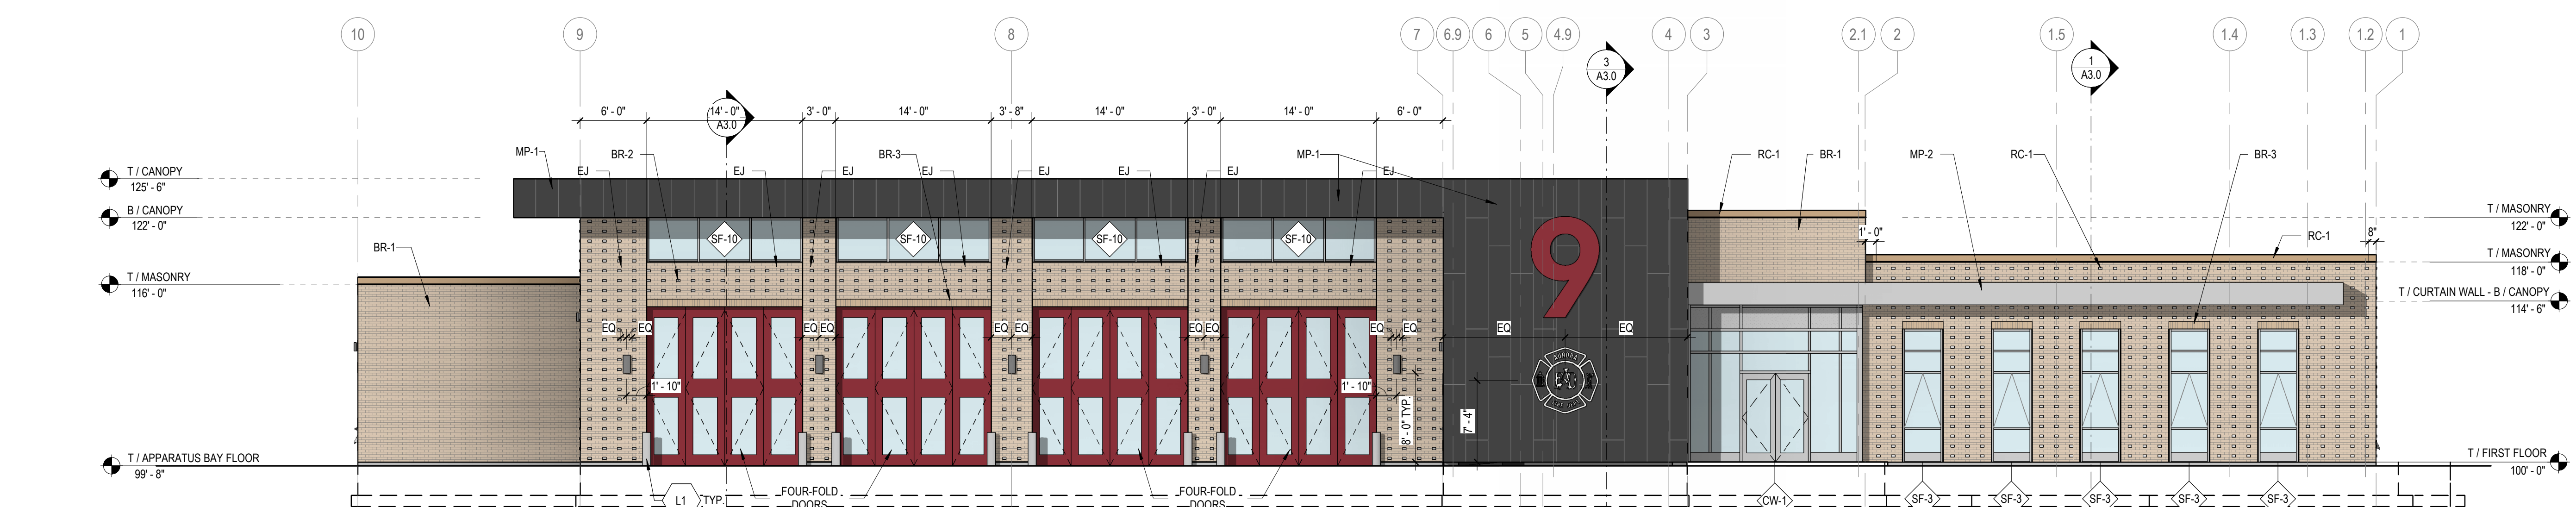 10 9 8 7 6.9 6 5 4.9 4 3 2.1 2 1.5 1.4 1.3 1.2 1
3
A3.0
1
A3.0
6' - 0" 14' - 0" 3' - 0" 14' - 0" 3' - 8" 14' - 0" 3' - 0" 14' - 0" 6' - 0"
A3.0
MP-1 BR-2 BR-3 MP-1 RC-1 BR-1 MP-2 RC-1 BR-3
EJ EJ EJ EJ EJ EJ EJ EJ
T / CANOPY
125' - 6"
B / CANOPY
122' - 0"
T / MASONRY
122' - 0"
9
SF-10 SF-10 SF-10 SF-10
1' - 0" 8"
RC-1
BR-1
T / MASONRY
118' - 0"
T / MASONRY
116' - 0"
T / CURTAIN WALL - B / CANOPY
114' - 6"
EQ EQ EQ EQ EQ EQ EQ EQ EQ EQ EQ EQ
AURORA
1' - 10" 1' - 10"
8' - 0" TYP.
7' - 4"
T / APPARATUS BAY FLOOR
99' - 8"
T / FIRST FLOOR
100' - 0"
L1 TYP.
FOUR-FOLD
DOORS
FOUR-FOLD
DOORS
CW-1 SF-3 SF-3 SF-3 SF-3 SF-3